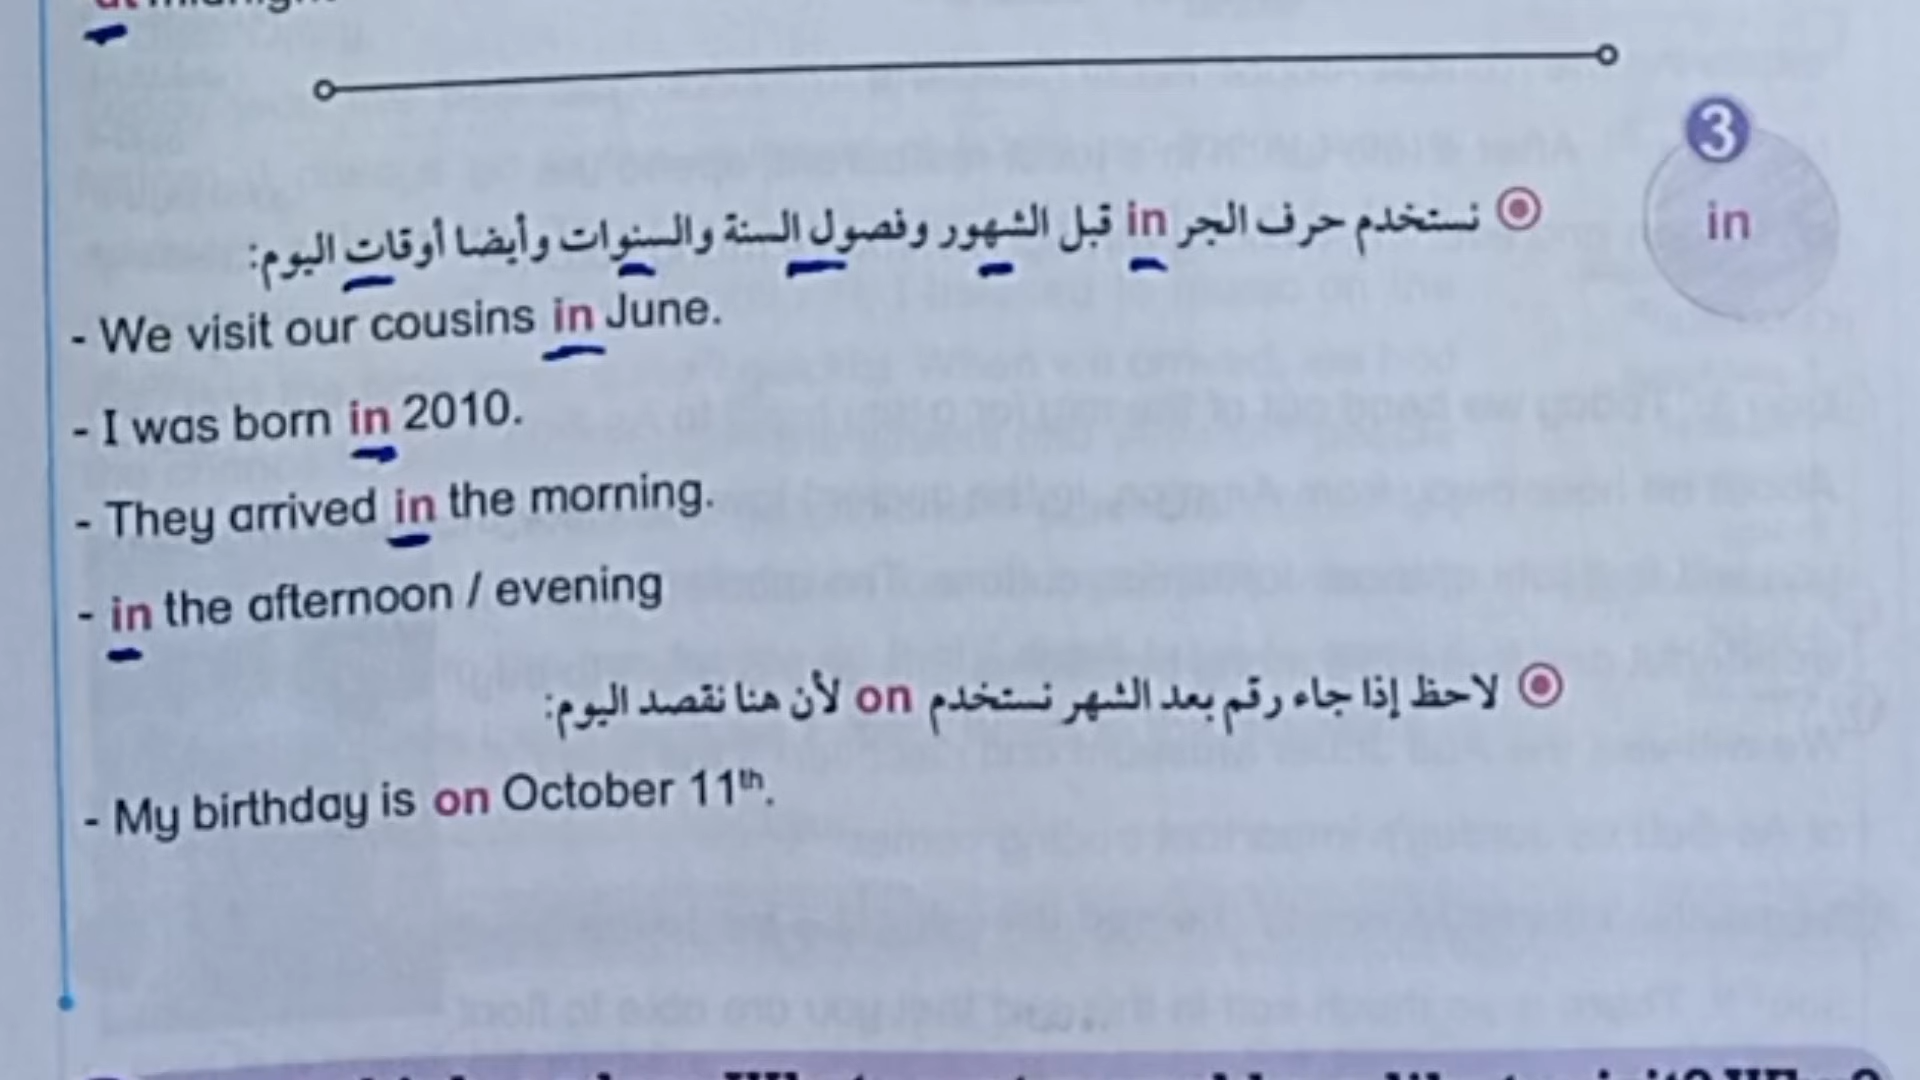 at midnight
3
in
نستخدم حرف الجر in قبل الشهور وفصول السنة والسنوات وأيضا أوقات اليوم:
- We visit our cousins in June.
- I was born in 2010.
- They arrived in the morning.
- in the afternoon / evening
لاحظ إذا جاء رقم بعد الشهر نستخدم on لأن هنا نقصد اليوم:
- My birthday is on October 11th.